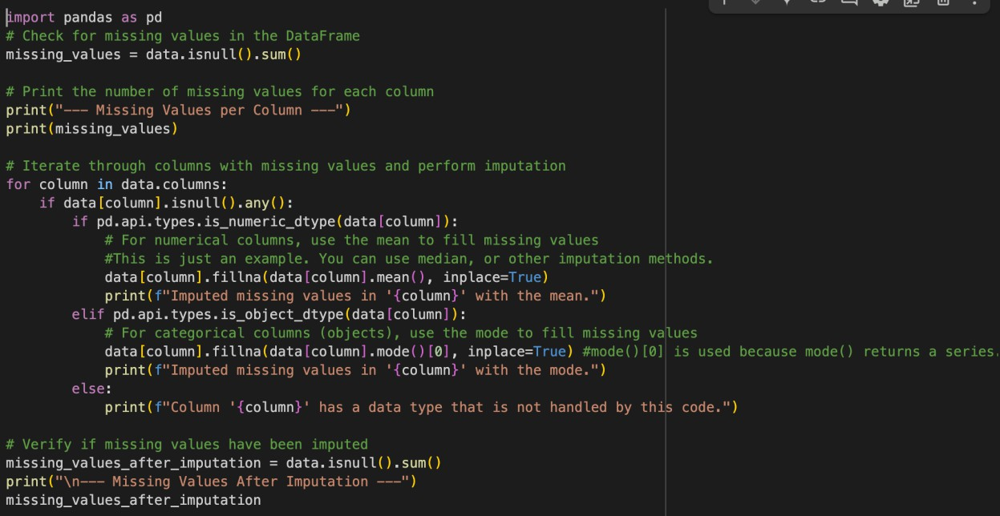 import pandas as pd
# Check for missing values in the DataFrame
missing_values = data.isnull().sum()

# Print the number of missing values for each column
print("--- Missing Values per Column ---")
print(missing_values)

# Iterate through columns with missing values and perform imputation
for column in data.columns:
    if data[column].isnull().any():
        if pd.api.types.is_numeric_dtype(data[column]):
            # For numerical columns, use the mean to fill missing values
            #This is just an example. You can use median, or other imputation methods.
            data[column].fillna(data[column].mean(), inplace=True)
            print(f"Imputed missing values in '{column}' with the mean.")
        elif pd.api.types.is_object_dtype(data[column]):
            # For categorical columns (objects), use the mode to fill missing values
            data[column].fillna(data[column].mode()[0], inplace=True) #mode()[0] is used because mode() returns a series.
            print(f"Imputed missing values in '{column}' with the mode.")
        else:
            print(f"Column '{column}' has a data type that is not handled by this code.")

# Verify if missing values have been imputed
missing_values_after_imputation = data.isnull().sum()
print("\n--- Missing Values After Imputation ---")
missing_values_after_imputation